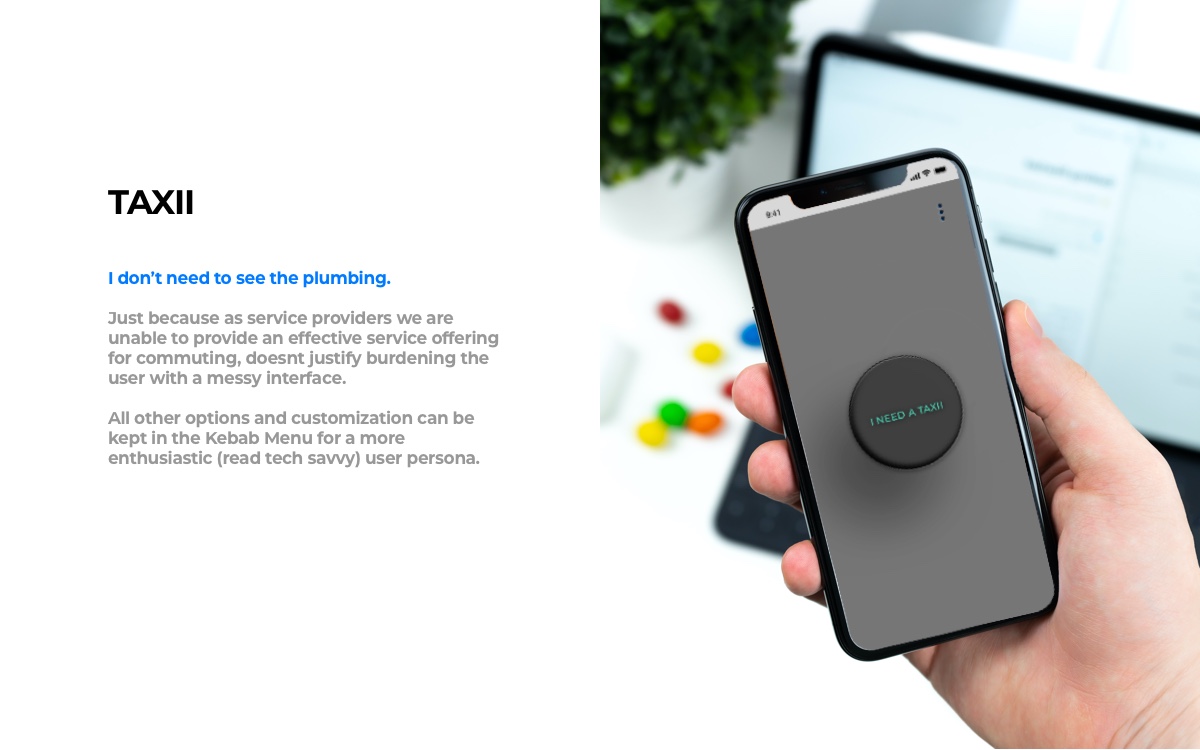 TAXII
I don't need to see the plumbing.
Just because as service providers we are
unable to provide an effective service offering
for commuting, doesnt justify burdening the
user with a messy interface.
All other options and customization can be
kept in the Kebab Menu for a more
enthusiastic (read tech savvy) user persona.
9:41
I NEED A TAXII